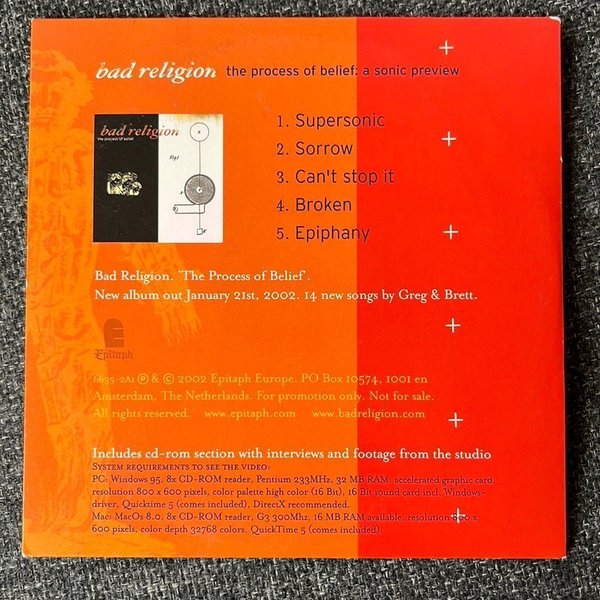 bad religion the process of belief: a sonic preview
bad religion
the process of belief
Fig 1
1. Supersonic
2. Sorrow
3. Can't stop it
4. Broken
5. Epiphany
Bad Religion. 'The Process of Belief'.
New album out January 21st, 2002. 14 new songs by Greg & Brett.
E
Epitaph
6635-2A1 ℗ & © 2002 Epitaph Europe. PO Box 10574, 1001 en
Amsterdam, The Netherlands. For promotion only. Not for sale.
All rights reserved. www.epitaph.com www.badreligion.com
Includes cd-rom section with interviews and footage from the studio
System requirements to see the video:
PC: Windows 95, 8x CD-ROM reader, Pentium 233MHz, 32 MB RAM accelerated graphic card,
resolution 800 x 600 pixels, color palette high color (16 Bit), 16 Bit sound card incl. Windows-
driver, Quicktime 5 (comes included), DirectX recommended.
Mac: MacOs 8.0, 8x CD-ROM reader, G3 300Mhz, 16 MB RAM available, resolution 800 x
600 pixels, color depth 32768 colors, QuickTime 5 (comes included).